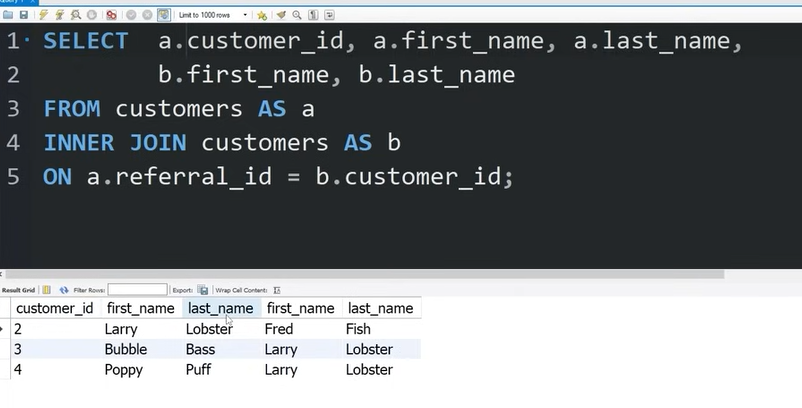 Limit to 1000 rows
1 SELECT a.customer_id, a.first_name, a.last_name,
2 b.first_name, b.last_name
3 FROM customers AS a
4 INNER JOIN customers AS b
5 ON a.referral_id = b.customer_id;
Result Grid Filter Rows: Export: Wrap Cell Content:
customer_id first_name last_name first_name last_name
2 Larry Lobster Fred Fish
3 Bubble Bass Larry Lobster
4 Poppy Puff Larry Lobster